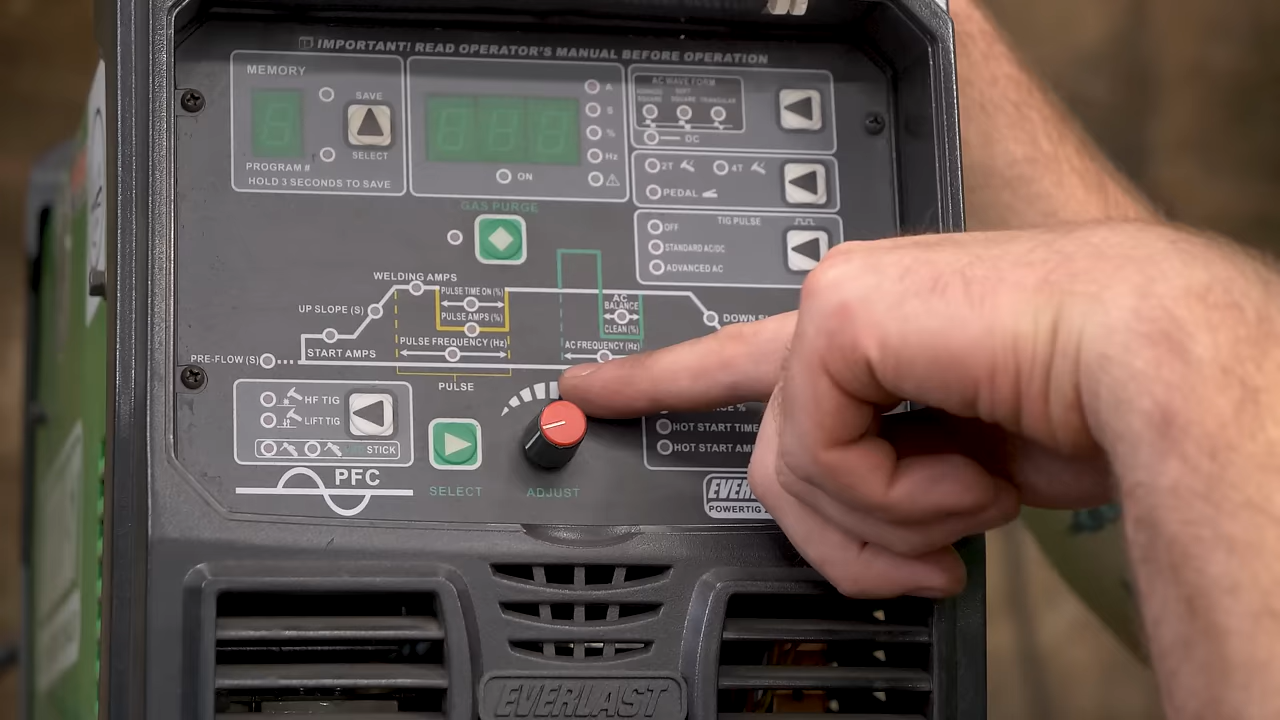 IMPORTANT! READ OPERATOR'S MANUAL BEFORE OPERATION
MEMORY
SAVE
SELECT
PROGRAM #
HOLD 3 SECONDS TO SAVE
A
S
%
Hz
ON
AC WAVE FORM
ADVANCED SQUARE
SOFT SQUARE
TRIANGULAR
DC
2T
4T
PEDAL
TIG PULSE
OFF
STANDARD AC/DC
ADVANCED AC
GAS PURGE
WELDING AMPS
UP SLOPE (S)
START AMPS
PRE-FLOW (S)
PULSE TIME ON (%)
PULSE AMPS (%)
PULSE FREQUENCY (Hz)
PULSE
AC
BALANCE
CLEAN (%)
AC FREQUENCY (Hz)
DOWN
HF TIG
LIFT TIG
STICK
PFC
SELECT
ADJUST
%
HOT START TIME
HOT START
POWERTIG
EVERLAST